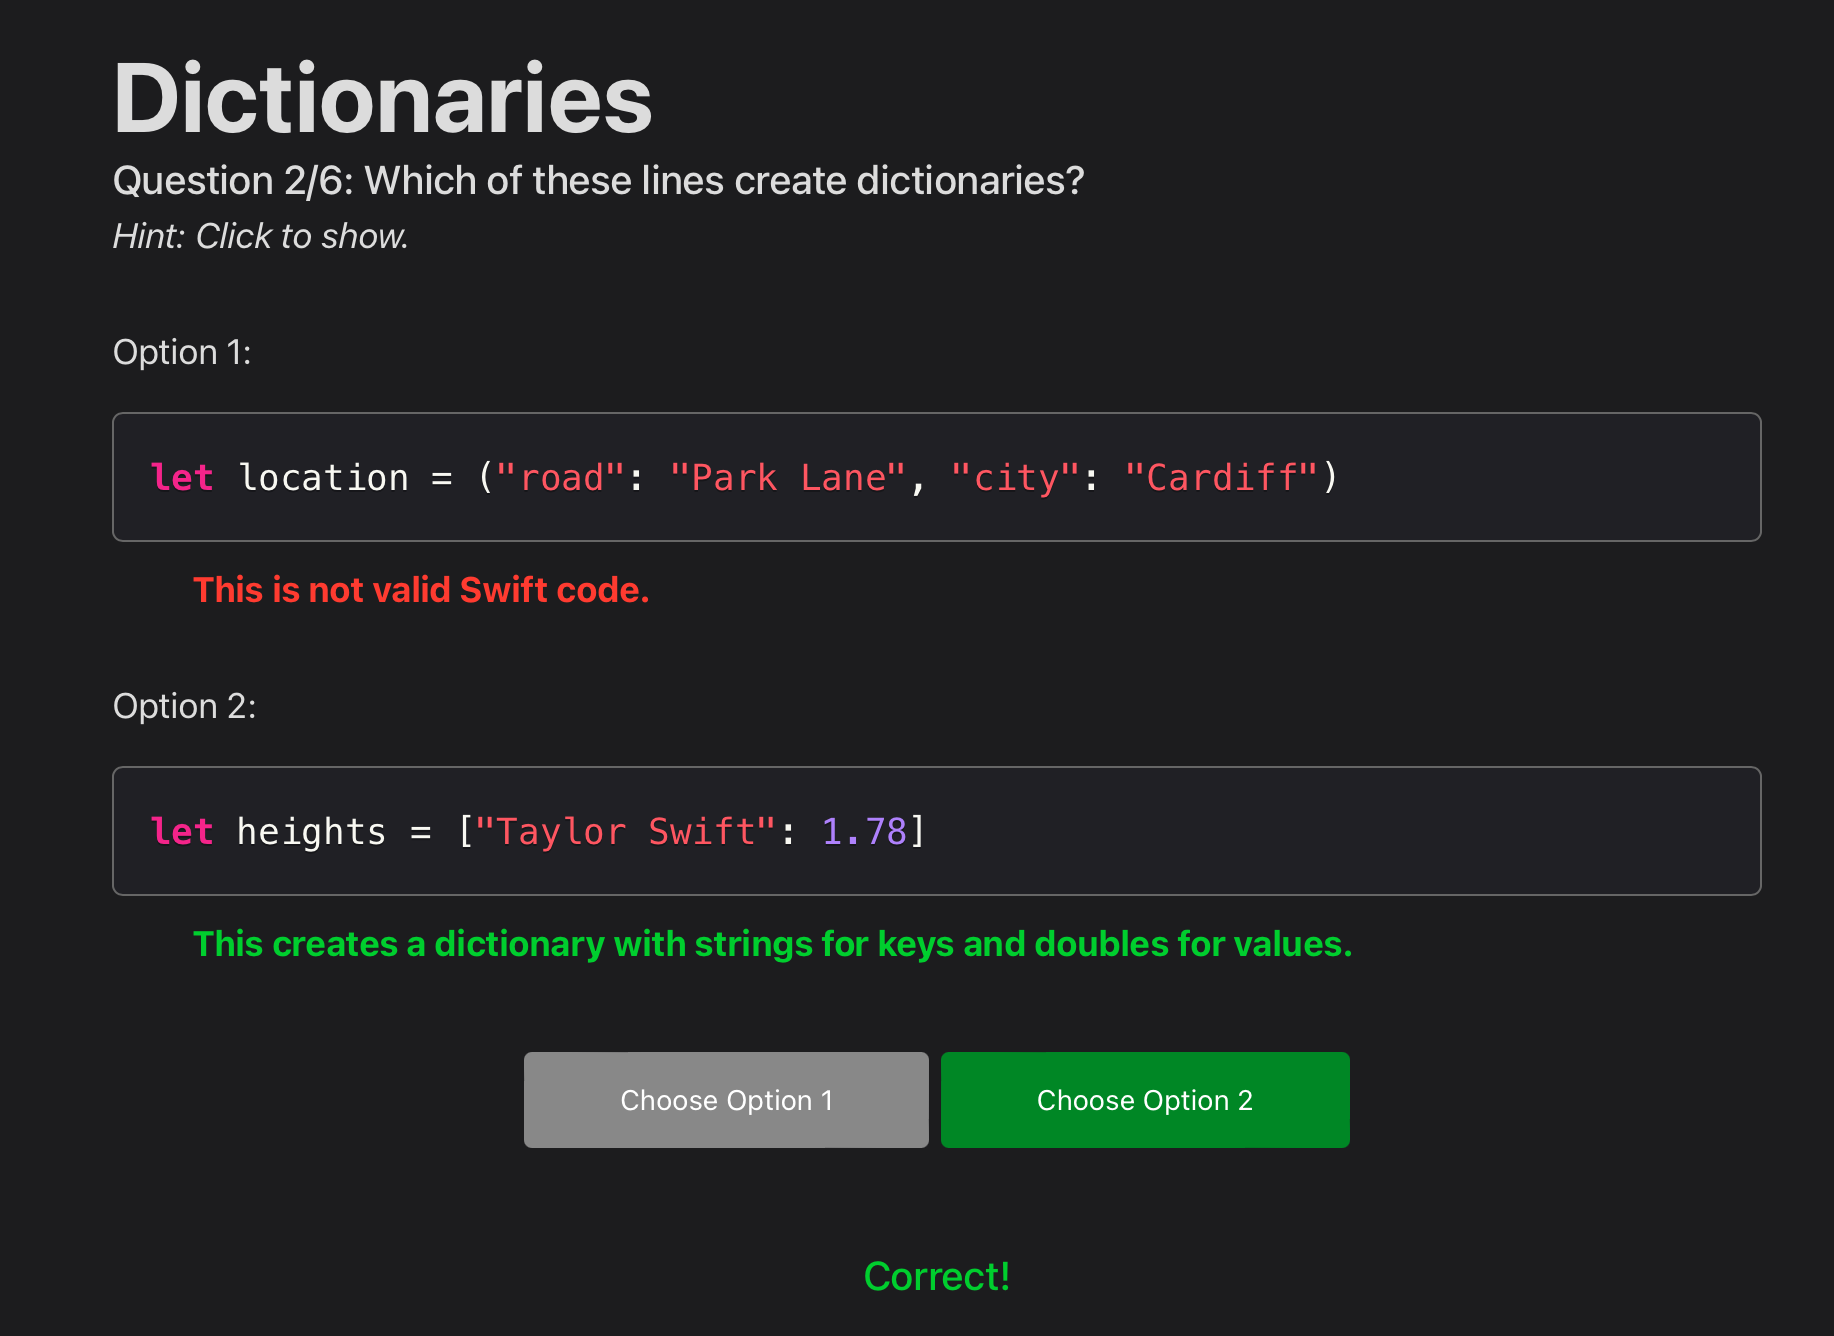 Dictionaries
Question 2/6: Which of these lines create dictionaries?
Hint: Click to show.
Option 1:
let location = ("road": "Park Lane", "city": "Cardiff")
This is not valid Swift code.
Option 2:
let heights = ["Taylor Swift": 1.78]
This creates a dictionary with strings for keys and doubles for values.
Choose Option 1
Choose Option 2
Correct!